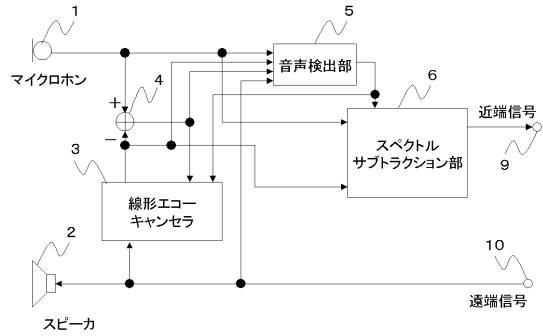 1
5
マイクロホン
音声検出部
6
4
+
−
近端信号
スペクトル
サブトラクション部
9
3
線形エコー
キャンセラ
2
10
遠端信号
スピーカ